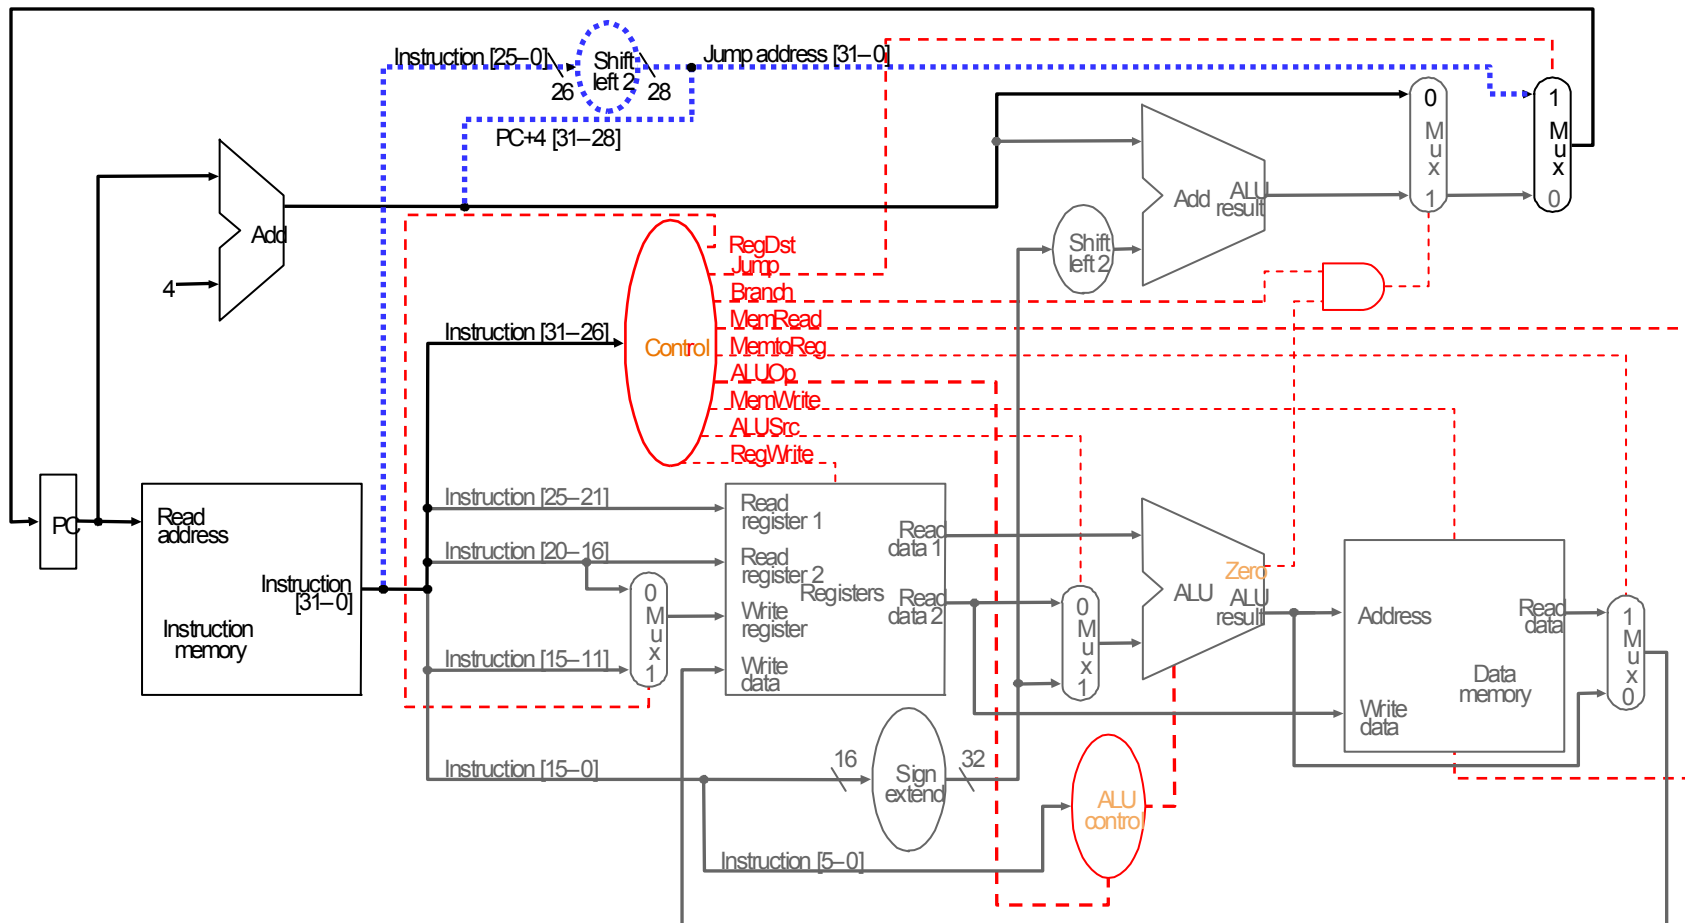 Instruction [25–0]
Shift
left 2
Jump address [31–0]
26
28
PC+4 [31–28]
0
M
u
x
1
1
M
u
x
0
Add
ALU
result
Add
4
Shift
left 2
RegDst
Jump
Branch
MemRead
MemtoReg
ALUOp
MemWrite
ALUSrc
RegWrite
Instruction [31–26]
Control
PC
Read
address
Instruction
[31–0]
Instruction
memory
Instruction [25–21]
Instruction [20–16]
Instruction [15–11]
0
M
u
x
1
Read
register 1
Read
register 2
Write
register
Write
data
Registers
Read
data 1
Read
data 2
0
M
u
x
1
ALU
Zero
ALU
result
Address
Write
data
Read
data
Data
memory
1
M
u
x
0
Instruction [15–0]
16
Sign
extend
32
ALU
control
Instruction [5–0]